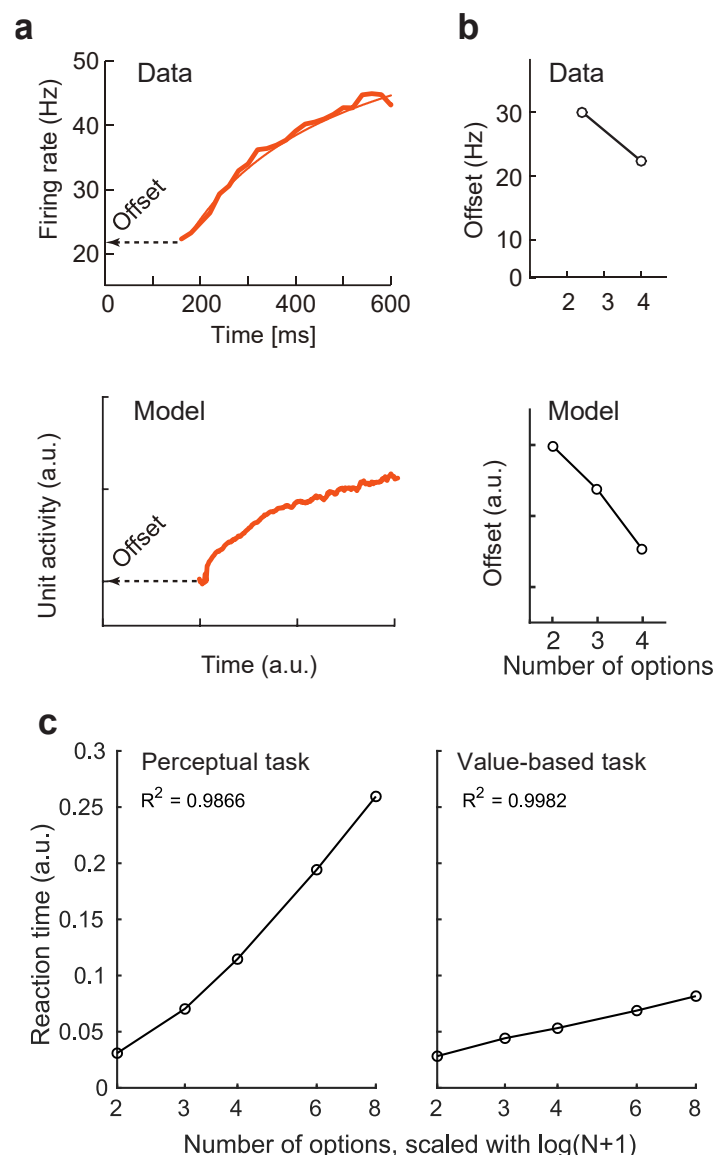 a
Data
Firing rate (Hz)
50
40
30
20
Offset
0
200
400
600
Time [ms]
b
Data
Offset (Hz)
30
20
10
0
2
3
4
Model
Unit activity (a.u.)
Offset
Time (a.u.)
Model
Offset (a.u.)
2
3
4
Number of options
c
Perceptual task
R² = 0.9866
Reaction time (a.u.)
0.3
0.25
0.2
0.15
0.1
0.05
0
2
3
4
6
8
Value-based task
R² = 0.9982
2
3
4
6
8
Number of options, scaled with log(N+1)